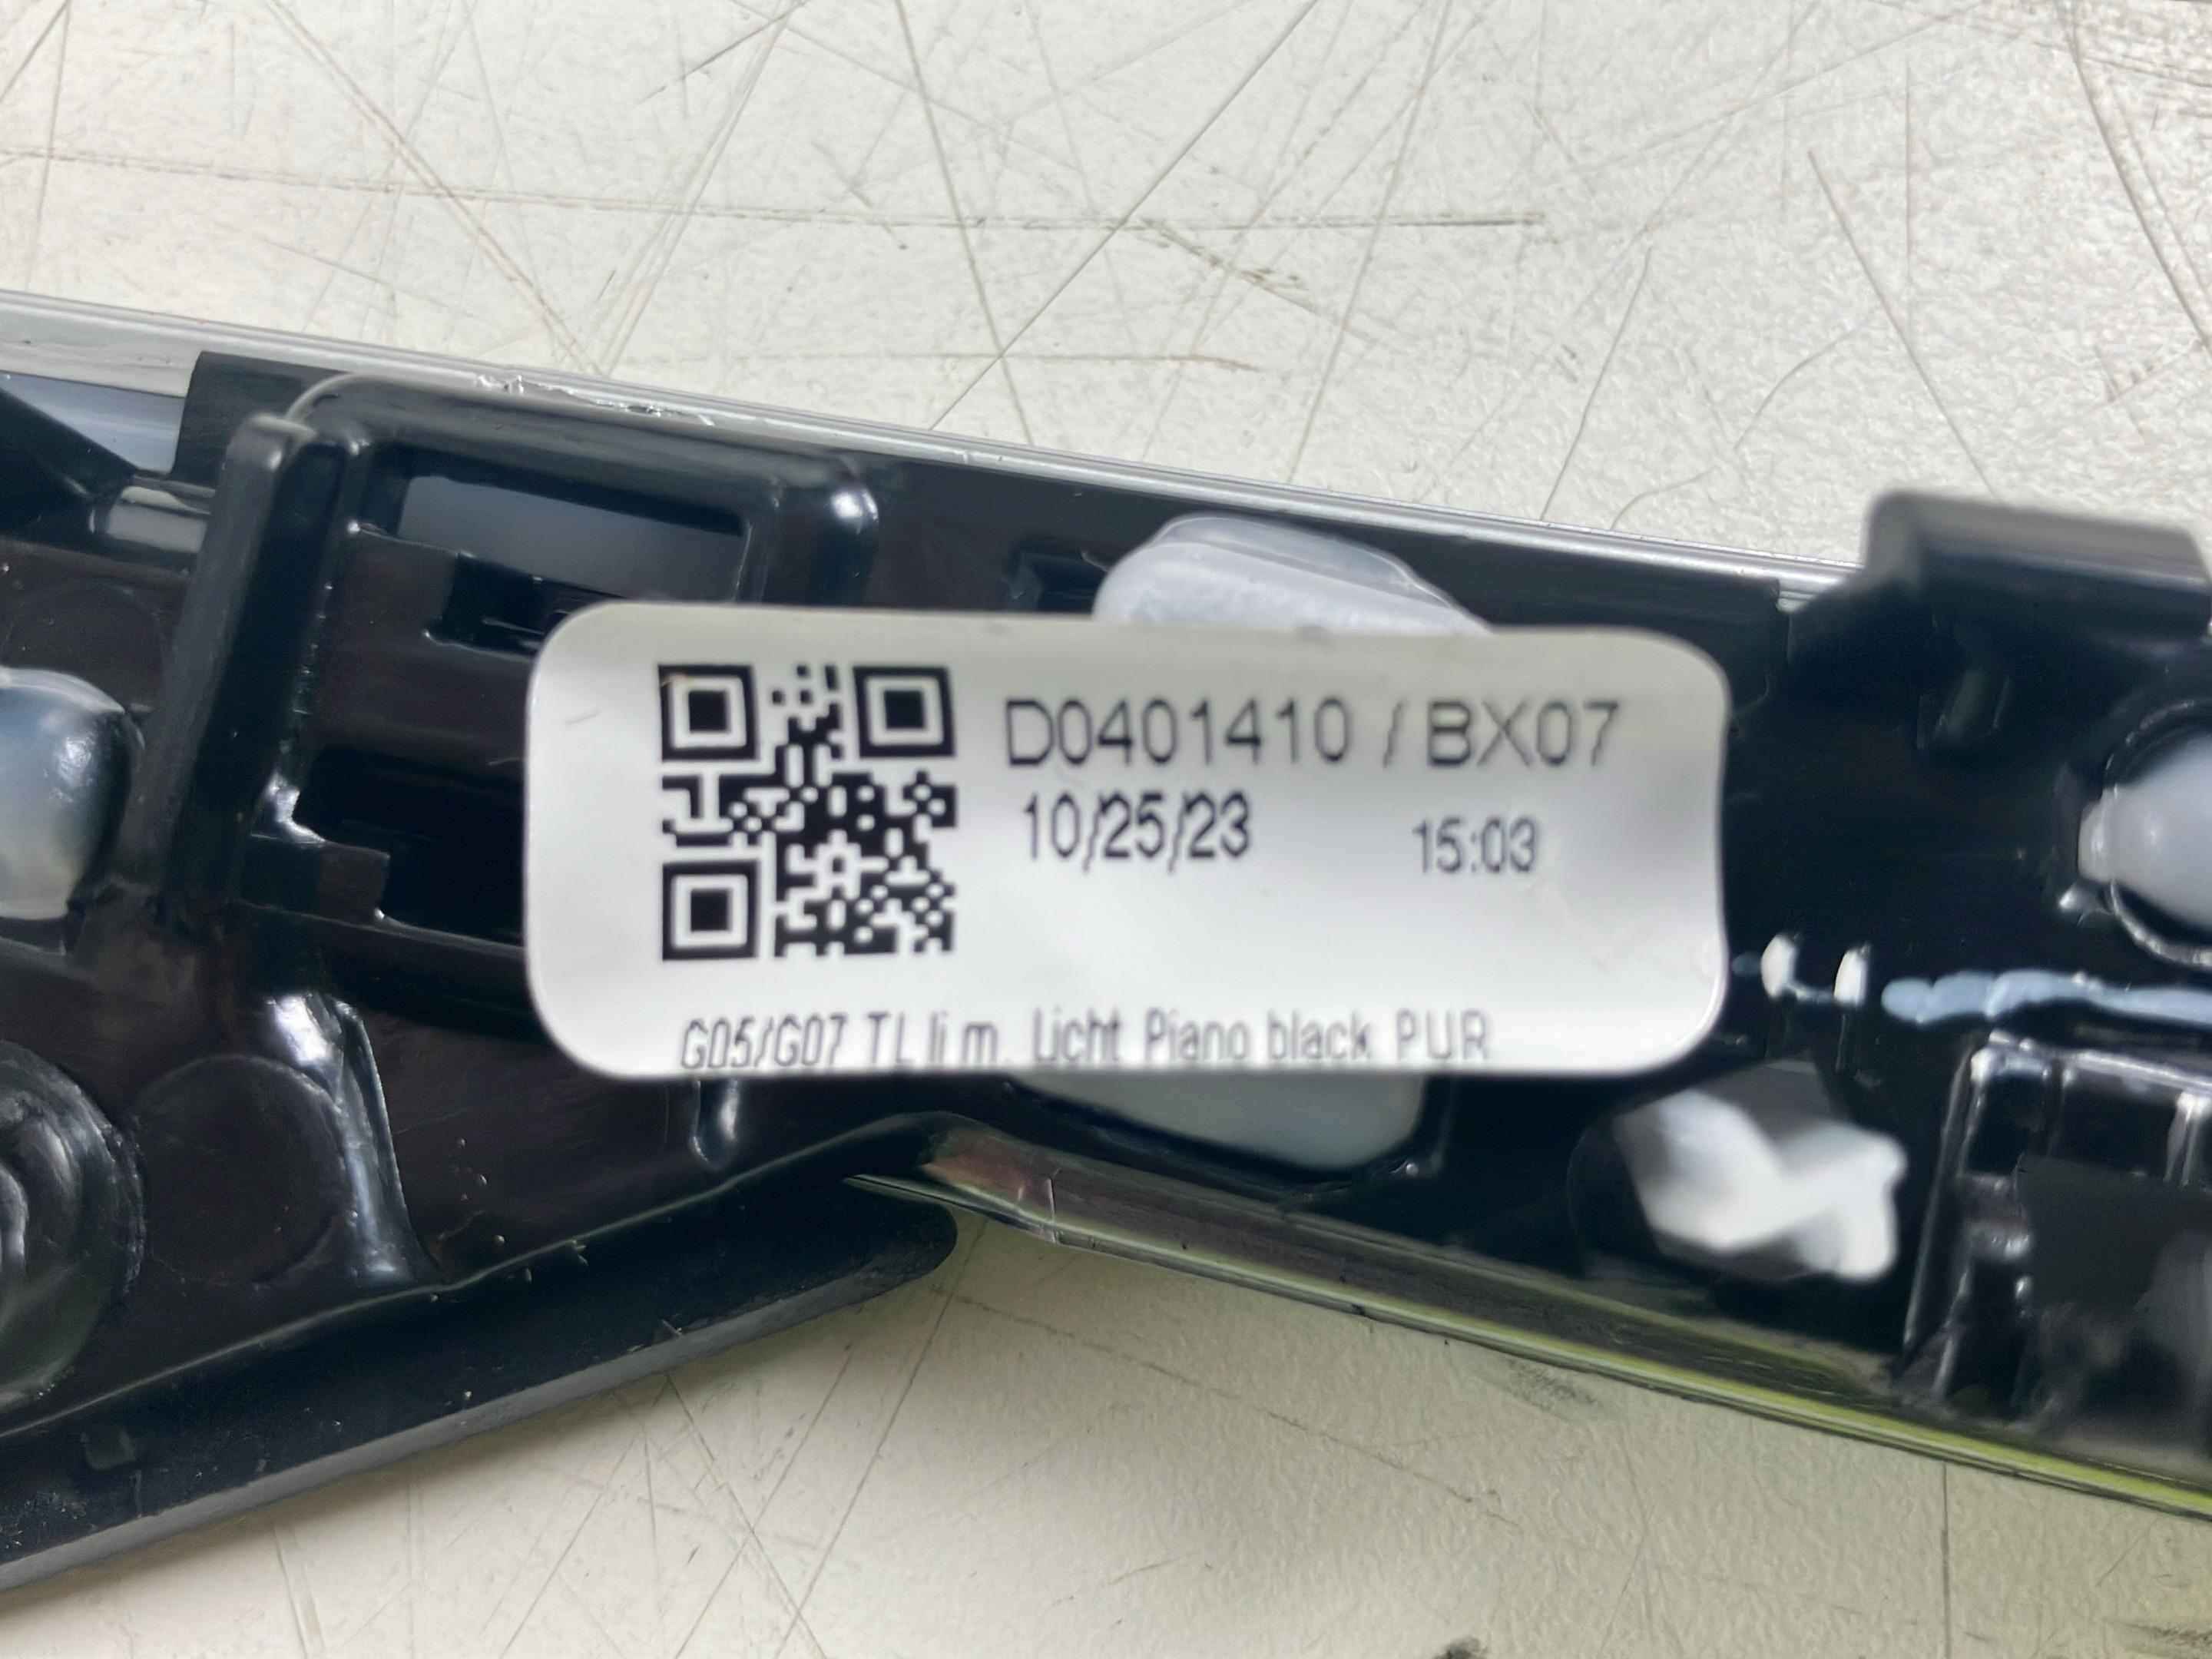 D0401410 / BX07
10/25/23 15:03
G05/G07 TL li m. Licht Piano black PUR